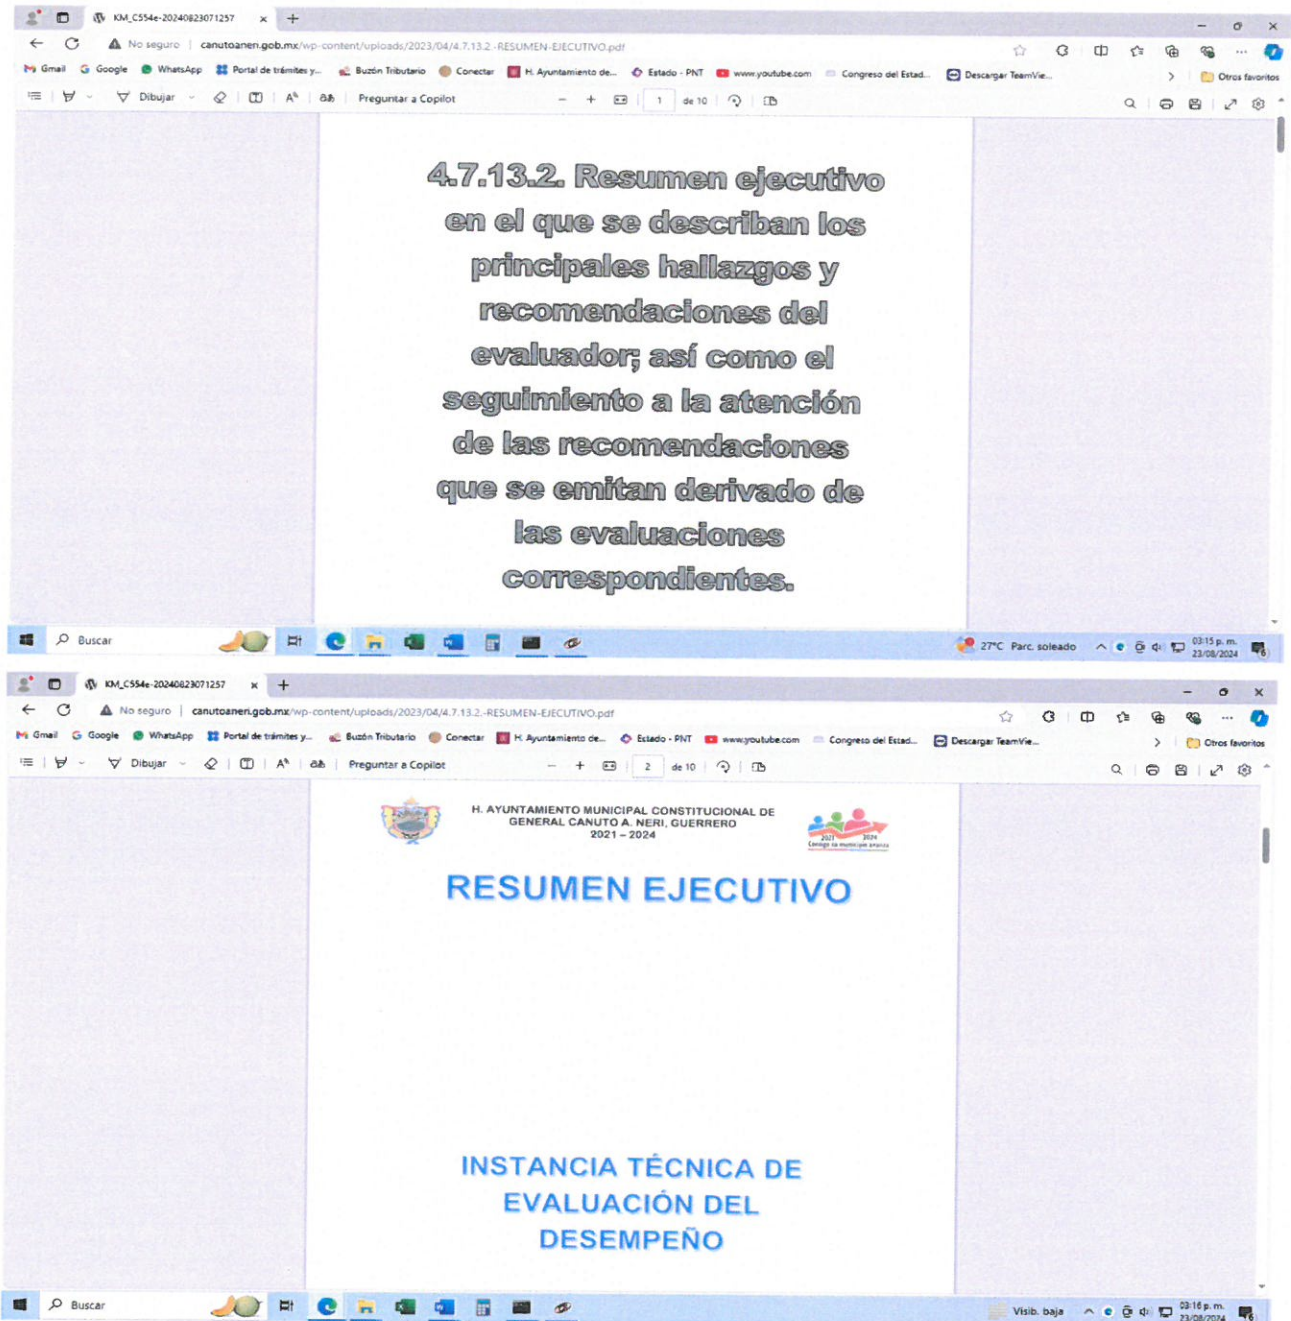 KM_C554e-20240823071257
No seguro | canutoaneri.gob.mx/wp-content/uploads/2023/04/4.7.13.2.-RESUMEN-EJECUTIVO.pdf
Gmail Google WhatsApp Portal de trámites y... Buzón Tributario Conectar H. Ayuntamiento de... Estado - PNT www.youtube.com Congreso del Estad... Descargar TeamVie... Otros favoritos
Dibujar Preguntar a Copilot 1 de 10
4.7.13.2. Resumen ejecutivo
en el que se describan los
principales hallazgos y
recomendaciones del
evaluador; así como el
seguimiento a la atención
de las recomendaciones
que se emitan derivado de
las evaluaciones
correspondientes.
Buscar 27°C Parc. soleado 03:15 p. m.
23/08/2024
KM_C554e-20240823071257
No seguro | canutoaneri.gob.mx/wp-content/uploads/2023/04/4.7.13.2.-RESUMEN-EJECUTIVO.pdf
Gmail Google WhatsApp Portal de trámites y... Buzón Tributario Conectar H. Ayuntamiento de... Estado - PNT www.youtube.com Congreso del Estad... Descargar TeamVie... Otros favoritos
Dibujar Preguntar a Copilot 2 de 10
H. AYUNTAMIENTO MUNICIPAL CONSTITUCIONAL DE
GENERAL CANUTO A. NERI, GUERRERO
2021 – 2024
2021 2024
Contigo tu municipio avanza
RESUMEN EJECUTIVO
INSTANCIA TÉCNICA DE
EVALUACIÓN DEL
DESEMPEÑO
Buscar Visib. baja 03:16 p. m.
23/08/2024